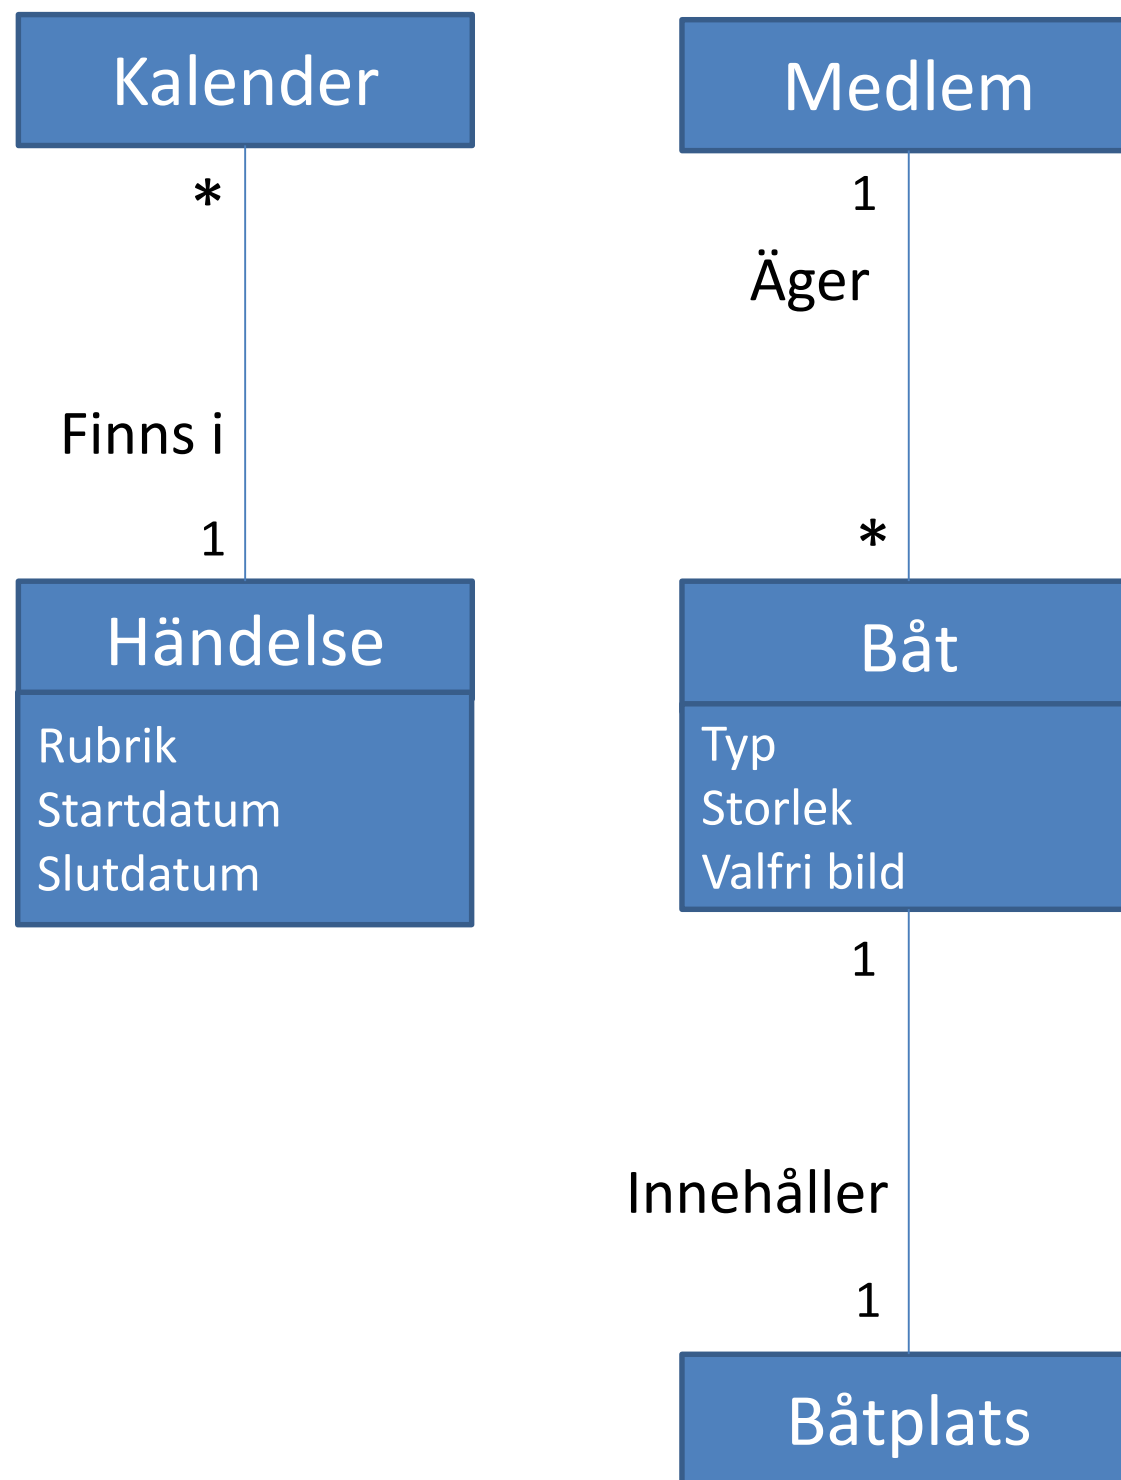 Kalender
*
Finns i
1
Händelse
Rubrik
Startdatum
Slutdatum
Medlem
1
Äger
*
Båt
Typ
Storlek
Valfri bild
1
Innehåller
1
Båtplats